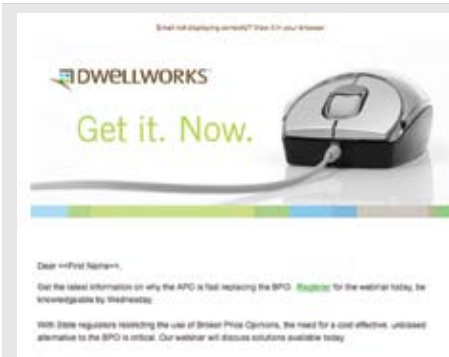 Email not displaying correctly? View it in your browser.
DWELLWORKS
Get it. Now.
Dear <<First Name>>,
Get the latest information on why the APO is fast replacing the BPO. Register for the webinar today, be
knowledgeable by Wednesday.
With State regulators restricting the use of Broker Price Opinions, the need for a cost effective, unbiased
alternative to the BPO is critical. Our webinar will discuss solutions available today.